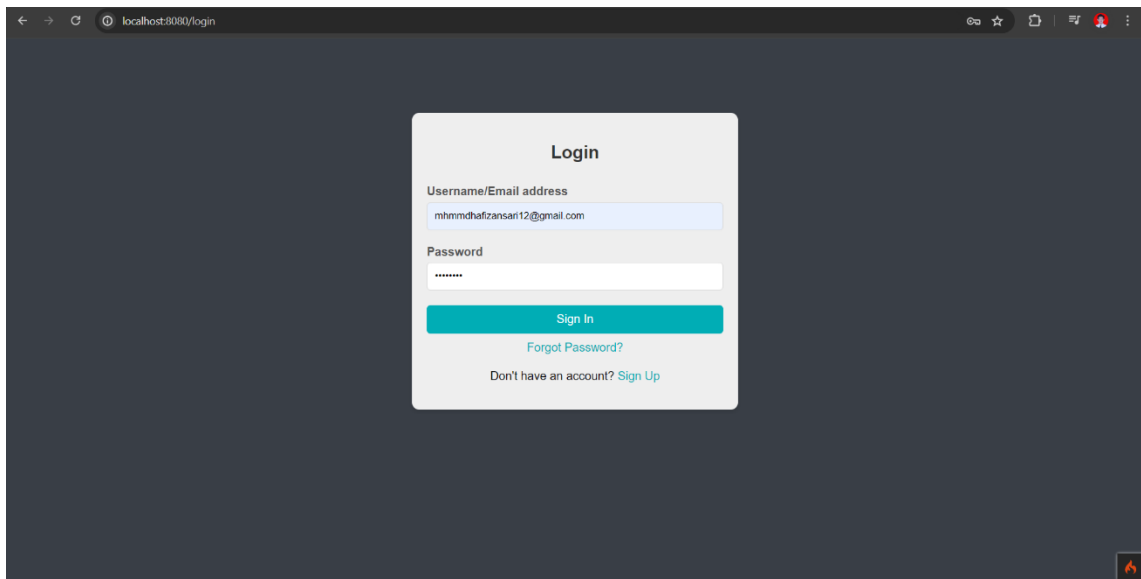 localhost:8080/login
Login
Username/Email address
mhmmdhafizansari12@gmail.com
Password
••••••••
Sign In
Forgot Password?
Don't have an account? Sign Up